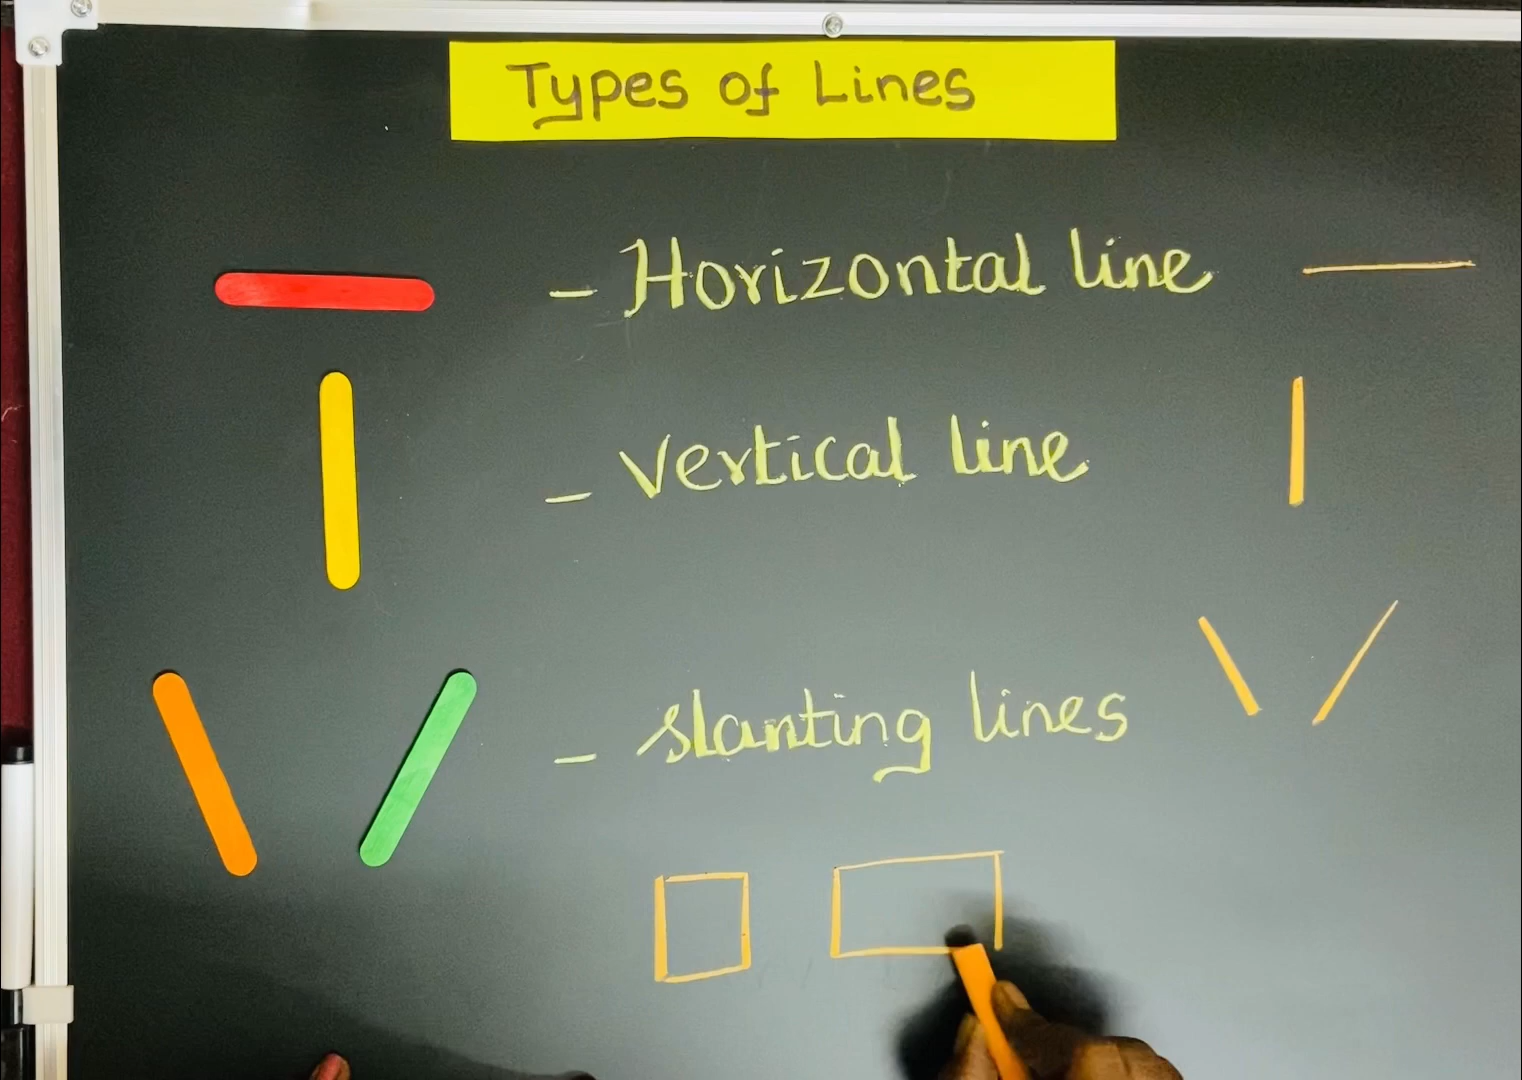 Types of Lines
- Horizontal line
- Vertical line
- slanting lines